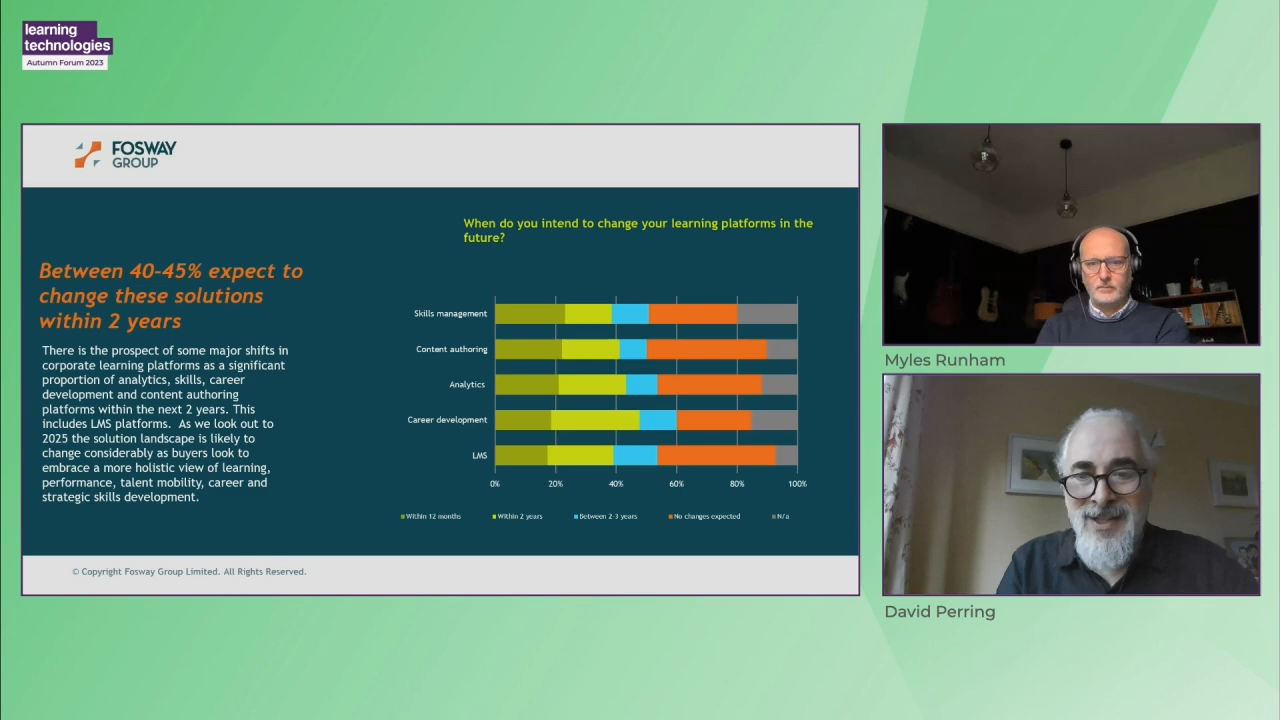 learning
technologies
Autumn Forum 2023
FOSWAY
GROUP
When do you intend to change your learning platforms in the
future?
Between 40-45% expect to
change these solutions
within 2 years
There is the prospect of some major shifts in
corporate learning platforms as a significant
proportion of analytics, skills, career
development and content authoring
platforms within the next 2 years. This
includes LMS platforms. As we look out to
2025 the solution landscape is likely to
change considerably as buyers look to
embrace a more holistic view of learning,
performance, talent mobility, career and
strategic skills development.
Skills management
Content authoring
Analytics
Career development
LMS
0% 20% 40% 60% 80% 100%
Within 12 months Within 2 years Between 2-3 years No changes expected N/a
© Copyright Fosway Group Limited. All Rights Reserved.
Myles Runham
David Perring